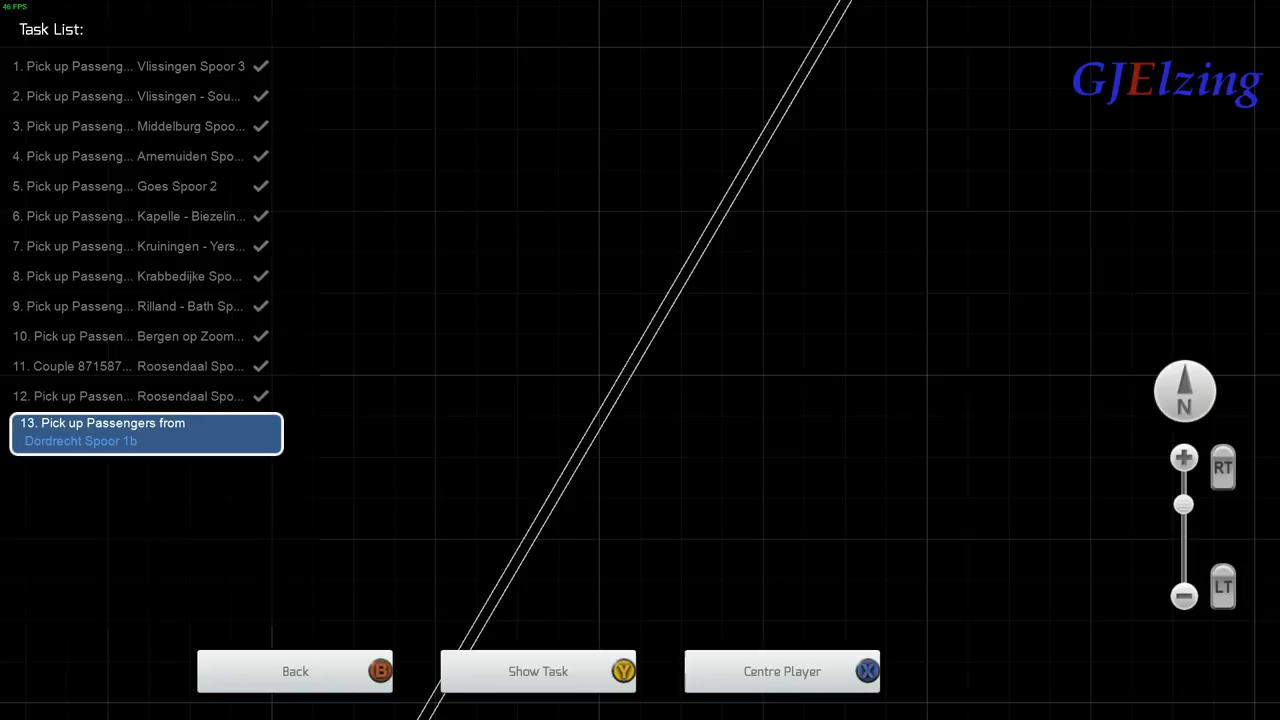 46 FPS
Task List:
GJElzing
1. Pick up Passeng... Vlissingen Spoor 3
2. Pick up Passeng... Vlissingen - Sou...
3. Pick up Passeng... Middelburg Spoo...
4. Pick up Passeng... Arnemuiden Spo...
5. Pick up Passeng... Goes Spoor 2
6. Pick up Passeng... Kapelle - Biezelin...
7. Pick up Passeng... Kruiningen - Yers...
8. Pick up Passeng... Krabbedijke Spo...
9. Pick up Passeng... Rilland - Bath Sp...
10. Pick up Passen... Bergen op Zoom...
11. Couple 871587... Roosendaal Spo...
12. Pick up Passen... Roosendaal Spo...
13. Pick up Passengers from
Dordrecht Spoor 1b
N
RT
LT
Back B
Show Task Y
Centre Player X